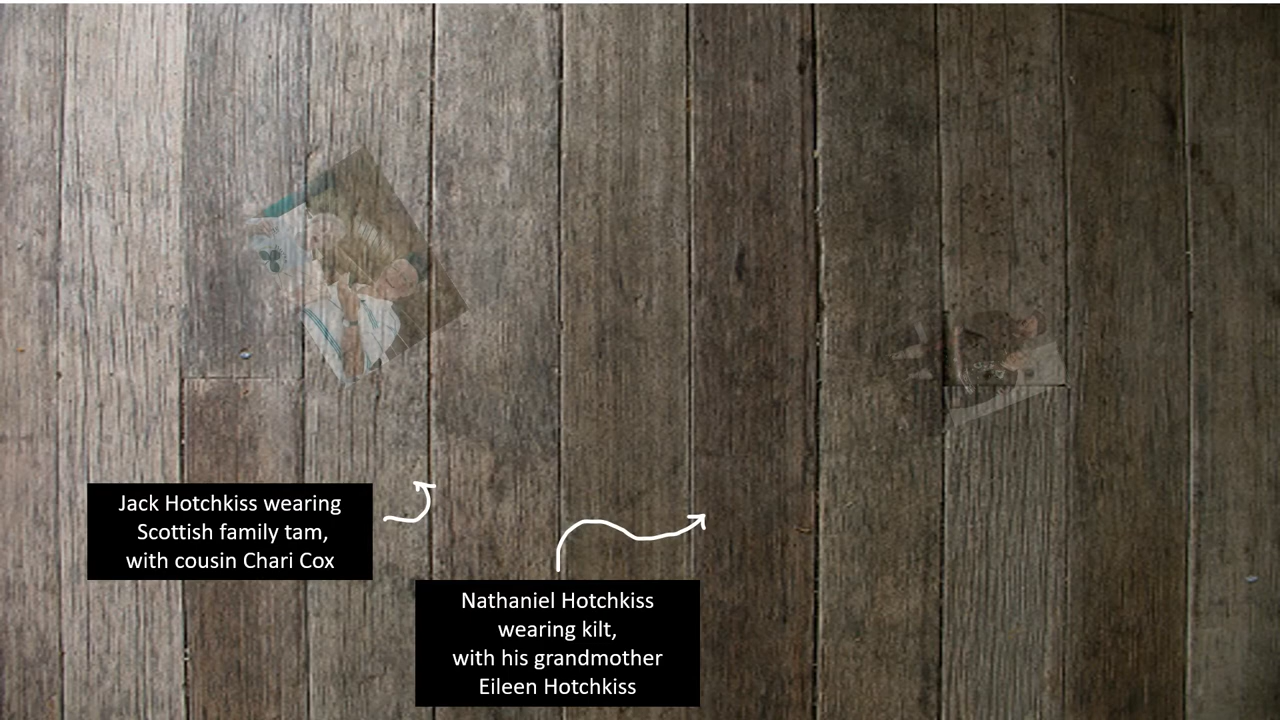 Jack Hotchkiss wearing
Scottish family tam,
with cousin Chari Cox
Nathaniel Hotchkiss
wearing kilt,
with his grandmother
Eileen Hotchkiss